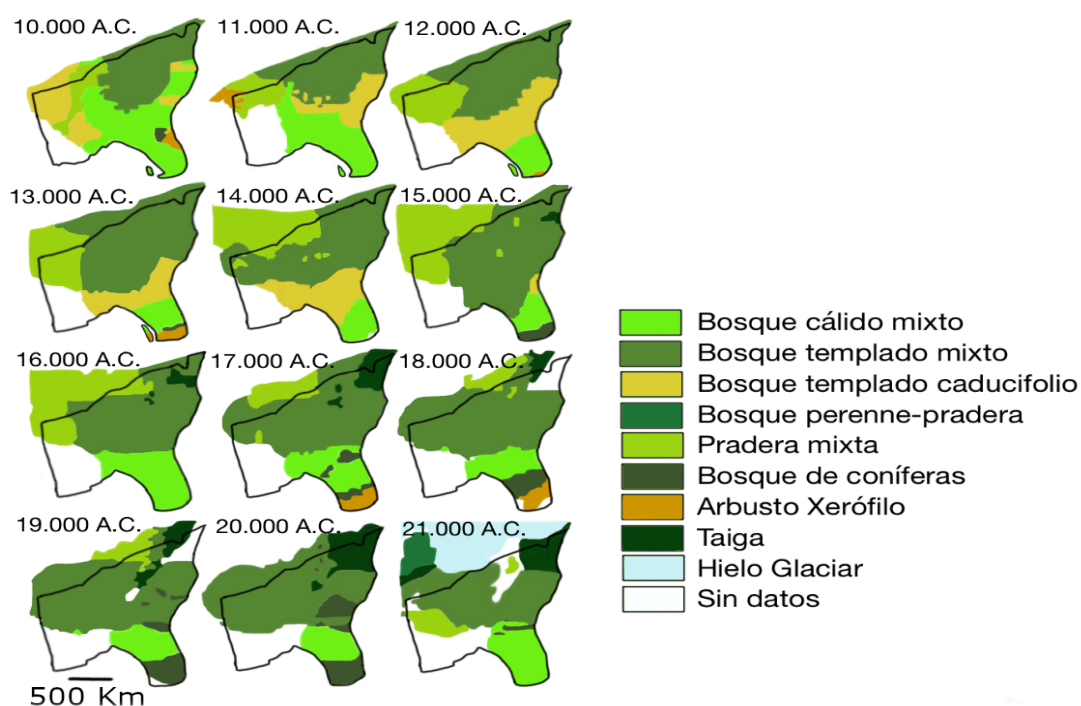 10.000 A.C.
11.000 A.C.
12.000 A.C.
13.000 A.C.
14.000 A.C.
15.000 A.C.
16.000 A.C.
17.000 A.C.
18.000 A.C.
19.000 A.C.
20.000 A.C.
21.000 A.C.
500 Km
Bosque cálido mixto
Bosque templado mixto
Bosque templado caducifolio
Bosque perenne-pradera
Pradera mixta
Bosque de coníferas
Arbusto Xerófilo
Taiga
Hielo Glaciar
Sin datos